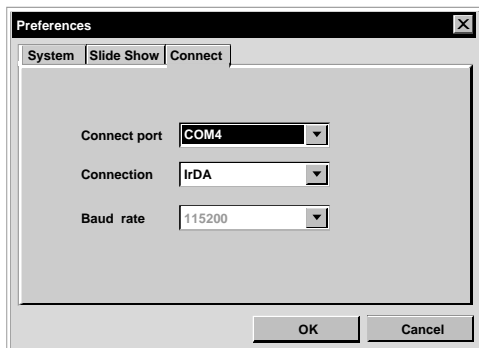 Preferences
System Slide Show Connect
Connect port COM4
Connection IrDA
Baud rate 115200
OK Cancel